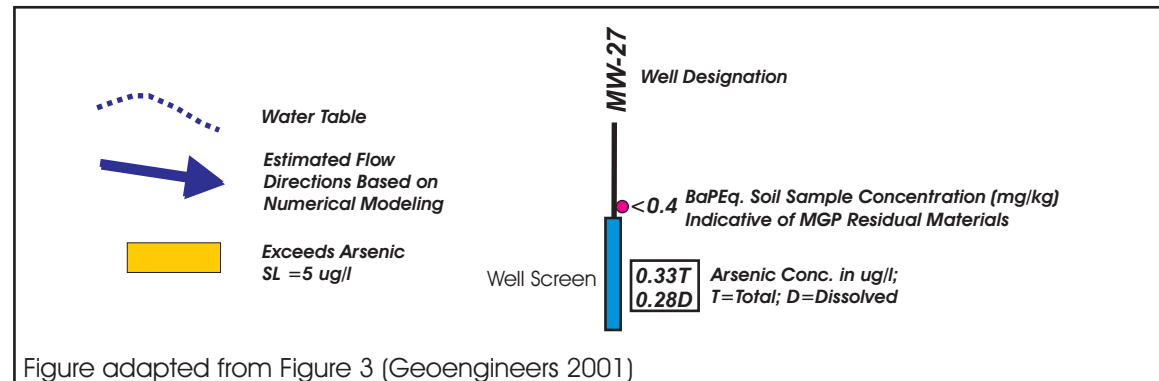 Water Table
Estimated Flow
Directions Based on
Numerical Modeling
Exceeds Arsenic
SL =5 ug/l
MW-27
Well Designation
<0.4
BaPEq. Soil Sample Concentration (mg/kg)
Indicative of MGP Residual Materials
Well Screen
0.33T
0.28D
Arsenic Conc. in ug/l;
T=Total; D=Dissolved
Figure adapted from Figure 3 (Geoengineers 2001)